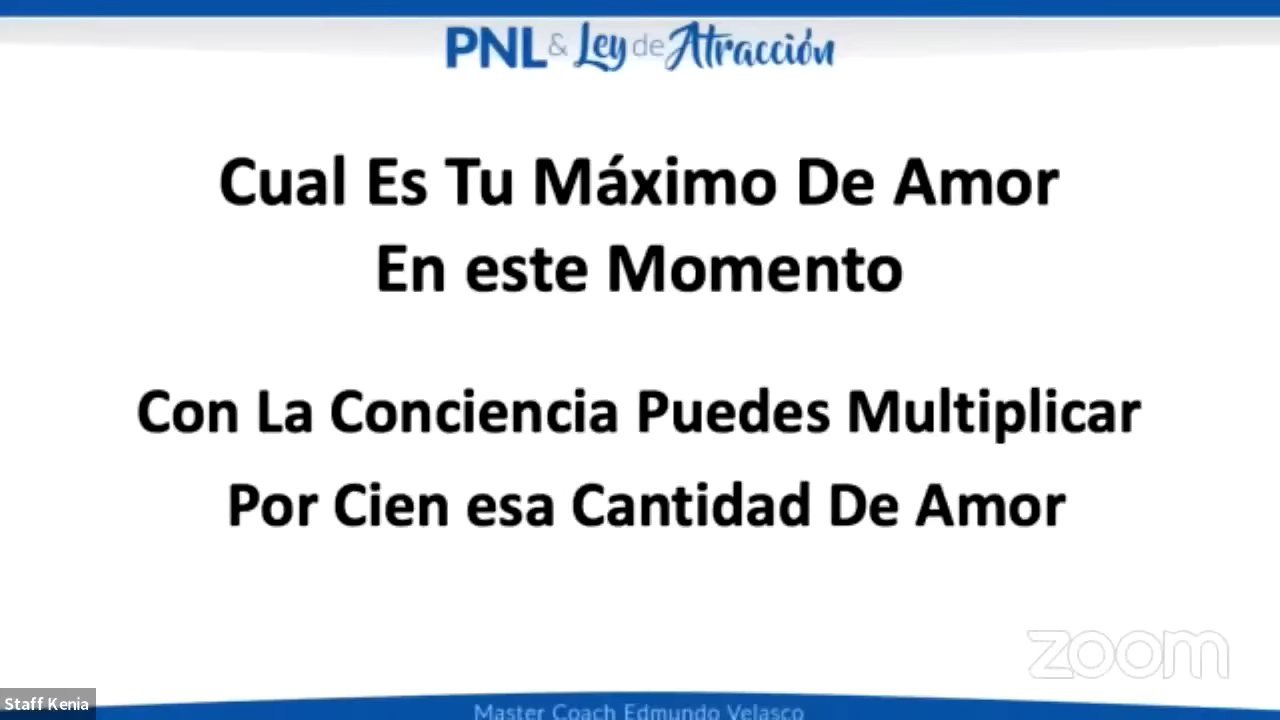 PNL & Ley de Atracción
Cual Es Tu Máximo De Amor
En este Momento
Con La Conciencia Puedes Multiplicar
Por Cien esa Cantidad De Amor
zoom
Staff Kenia
Master Coach Edmundo Velasco